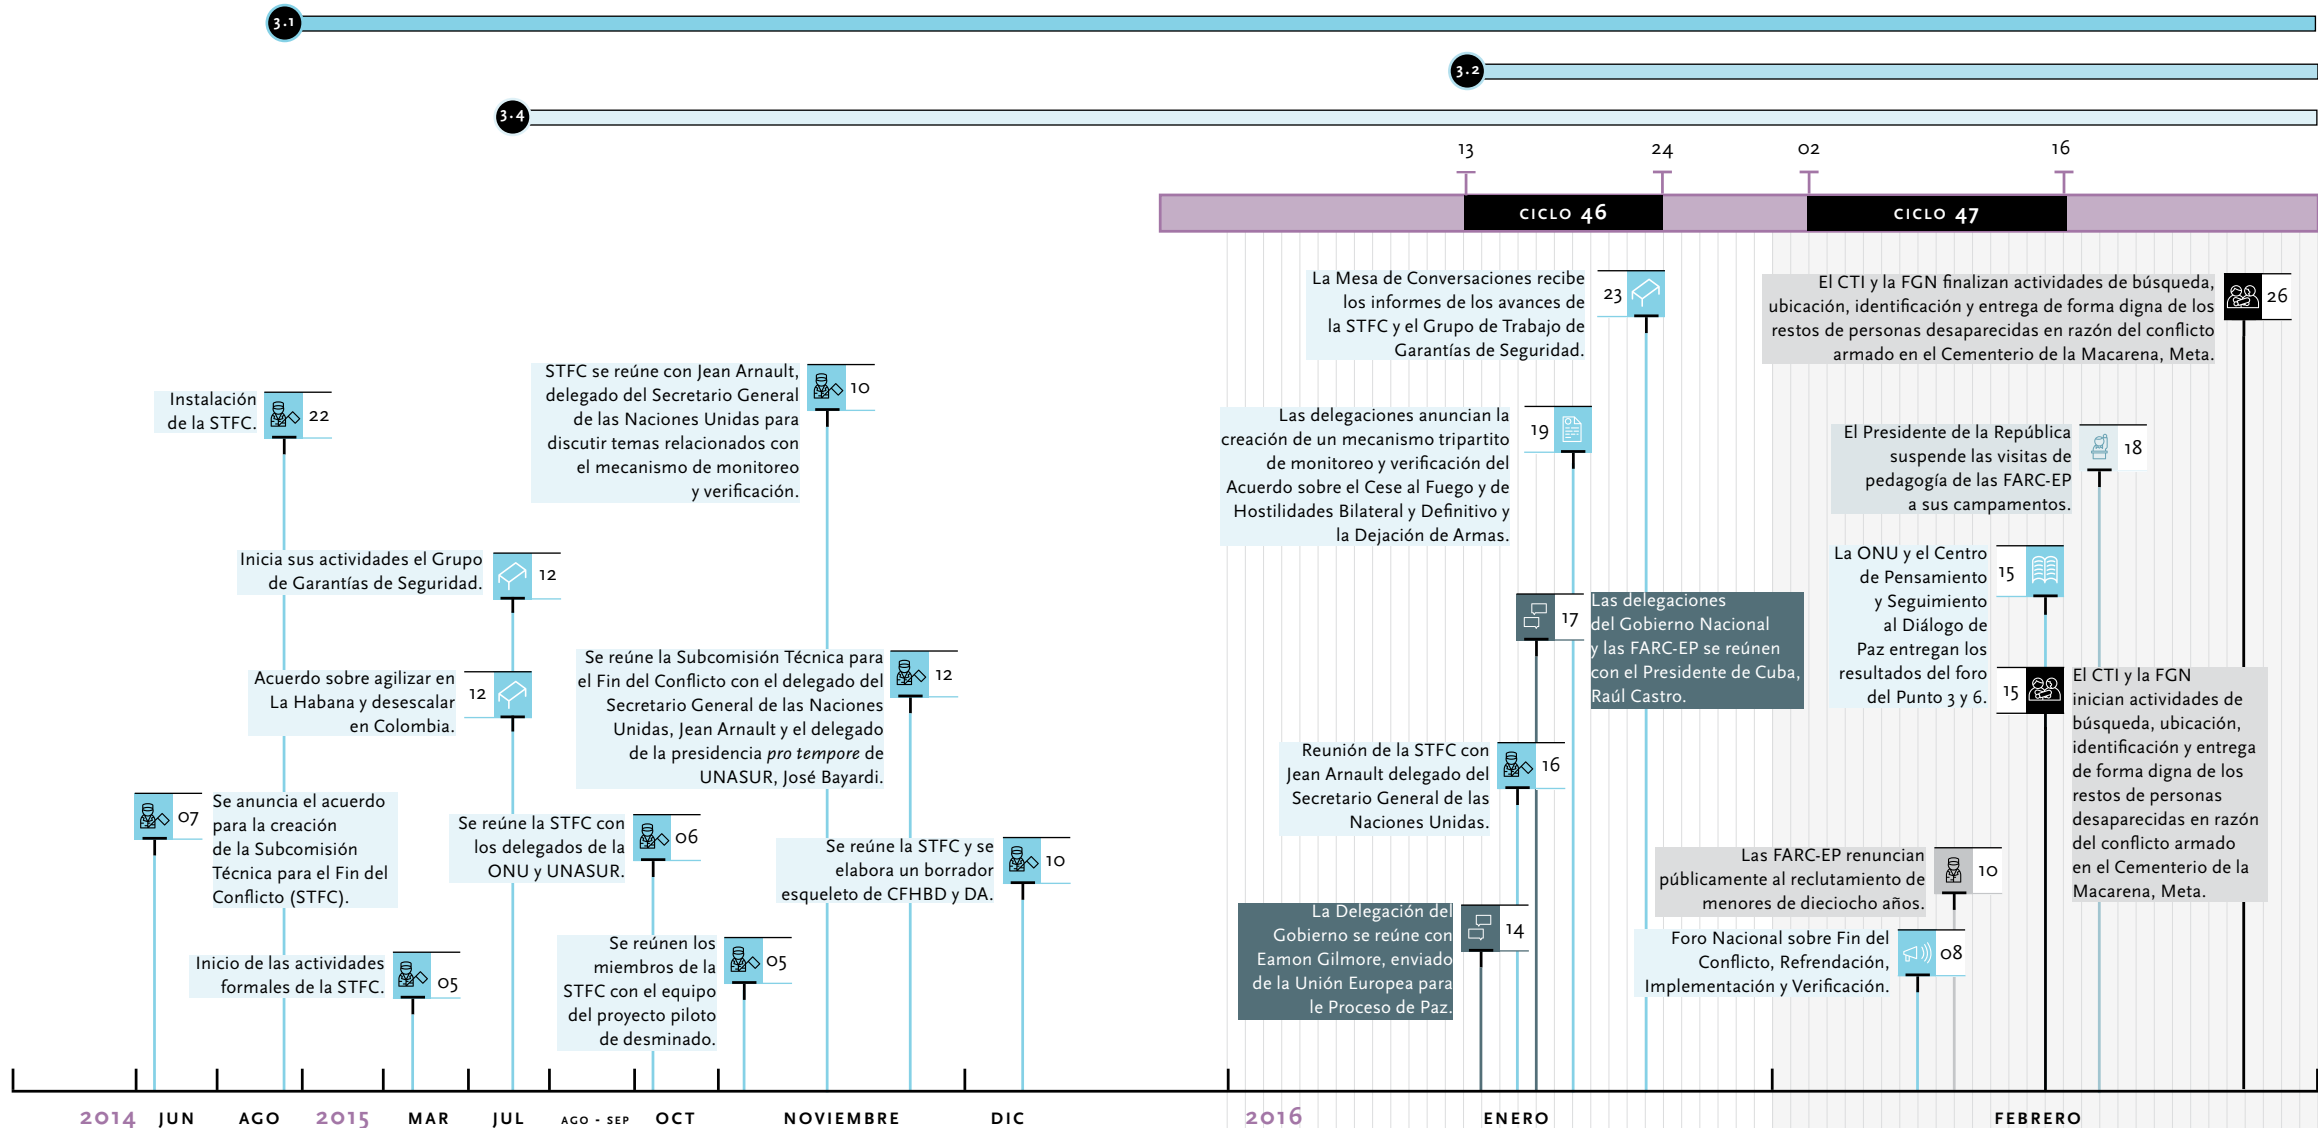 3.1
3.2
3.4
13
24
02
16
CICLO 46
CICLO 47
Instalación
de la STFC.
22
STFC se reúne con Jean Arnault,
delegado del Secretario General
de las Naciones Unidas para
discutir temas relacionados con
el mecanismo de monitoreo
y verificación.
10
Inicia sus actividades el Grupo
de Garantías de Seguridad.
12
Acuerdo sobre agilizar en
La Habana y desescalar
en Colombia.
12
Se reúne la Subcomisión Técnica para
el Fin del Conflicto con el delegado del
Secretario General de las Naciones
Unidas, Jean Arnault y el delegado
de la presidencia pro tempore de
UNASUR, José Bayardi.
12
07
Se anuncia el acuerdo
para la creación
de la Subcomisión
Técnica para el Fin del
Conflicto (STFC).
Se reúne la STFC con
los delegados de la
ONU y UNASUR.
06
Se reúne la STFC y se
elabora un borrador
esqueleto de CFHBD y DA.
10
Inicio de las actividades
formales de la STFC.
05
Se reúnen los
miembros de la
STFC con el equipo
del proyecto piloto
de desminado.
05
La Mesa de Conversaciones recibe
los informes de los avances de
la STFC y el Grupo de Trabajo de
Garantías de Seguridad.
23
Las delegaciones anuncian la
creación de un mecanismo tripartito
de monitoreo y verificación del
Acuerdo sobre el Cese al Fuego y de
Hostilidades Bilateral y Definitivo y
la Dejación de Armas.
19
17
Las delegaciones
del Gobierno Nacional
y las FARC-EP se reúnen
con el Presidente de Cuba,
Raúl Castro.
Reunión de la STFC con
Jean Arnault delegado del
Secretario General de las
Naciones Unidas.
16
La Delegación del
Gobierno se reúne con
Eamon Gilmore, enviado
de la Unión Europea para
le Proceso de Paz.
14
El CTI y la FGN finalizan actividades de búsqueda,
ubicación, identificación y entrega de forma digna de los
restos de personas desaparecidas en razón del conflicto
armado en el Cementerio de la Macarena, Meta.
26
El Presidente de la República
suspende las visitas de
pedagogía de las FARC-EP
a sus campamentos.
18
La ONU y el Centro
de Pensamiento
y Seguimiento
al Diálogo de
Paz entregan los
resultados del foro
del Punto 3 y 6.
15
15
El CTI y la FGN
inician actividades de
búsqueda, ubicación,
identificación y entrega
de forma digna de los
restos de personas
desaparecidas en razón
del conflicto armado
en el Cementerio de la
Macarena, Meta.
Las FARC-EP renuncian
públicamente al reclutamiento de
menores de dieciocho años.
10
Foro Nacional sobre Fin del
Conflicto, Refrendación,
Implementación y Verificación.
08
2014 JUN AGO 2015 MAR JUL AGO - SEP OCT NOVIEMBRE DIC 2016 ENERO FEBRERO